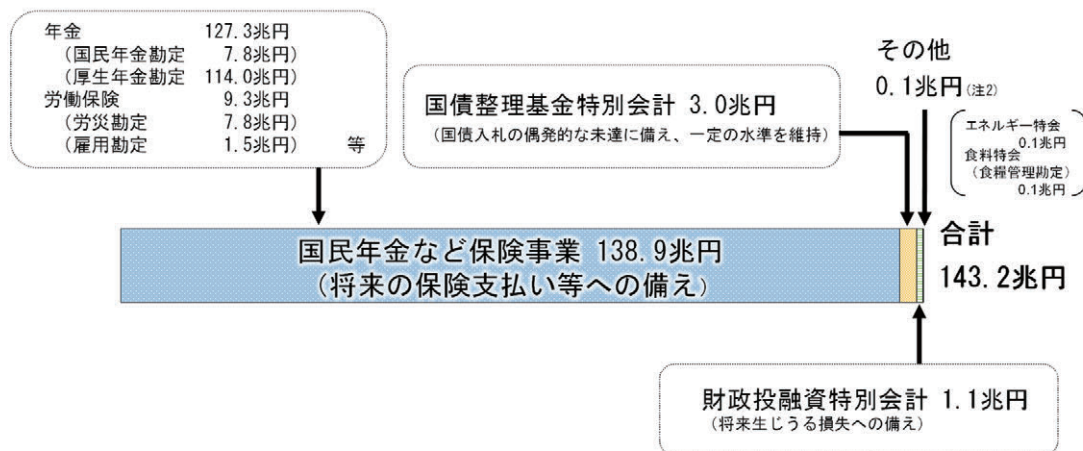 年金 127.3兆円
(国民年金勘定 7.8兆円)
(厚生年金勘定 114.0兆円)
労働保険 9.3兆円
(労災勘定 7.8兆円)
(雇用勘定 1.5兆円) 等
国債整理基金特別会計 3.0兆円
(国債入札の偶発的な未達に備え、一定の水準を維持)
その他
0.1兆円(注2)
エネルギー特会
0.1兆円
食料特会
(食糧管理勘定)
0.1兆円
国民年金など保険事業 138.9兆円
(将来の保険支払い等への備え)
合計
143.2兆円
財政投融資特別会計 1.1兆円
(将来生じうる損失への備え)